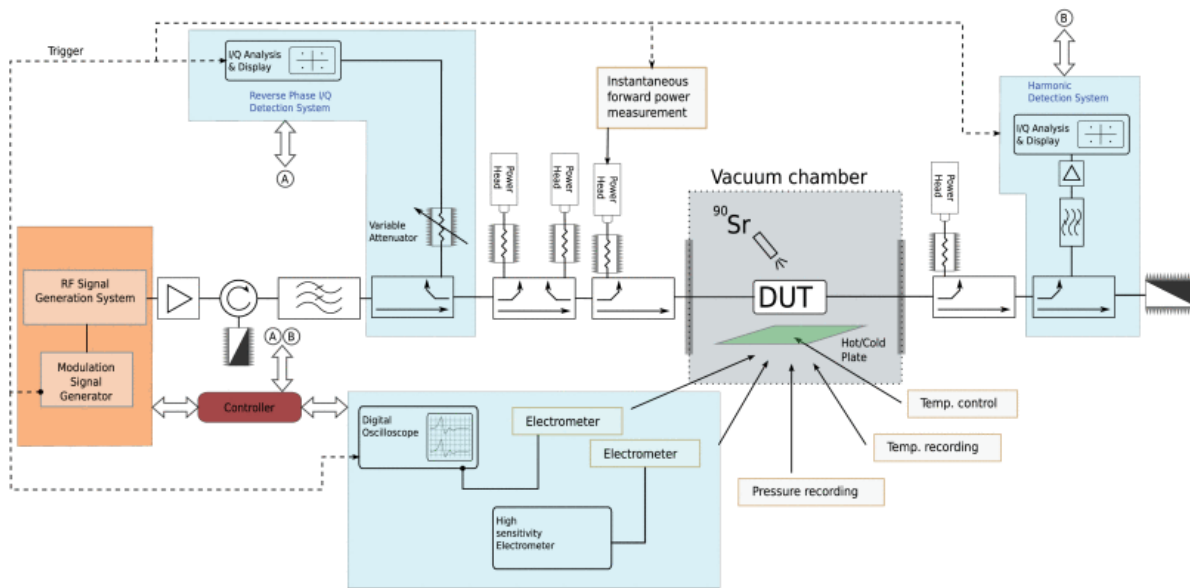 Trigger
I/Q Analysis
& Display
Reverse Phase I/Q
Detection System
A
Variable
Attenuator
Power
Head
Power
Head
Power
Head
Instantaneous
forward power
measurement
Vacuum chamber
90Sr
DUT
Hot/Cold
Plate
Power
Head
B
Harmonic
Detection System
I/Q Analysis
& Display
RF Signal
Generation System
Modulation
Signal
Generator
A B
Controller
Digital
Oscilloscope
Electrometer
Electrometer
High
sensitivity
Electrometer
Temp. control
Temp. recording
Pressure recording